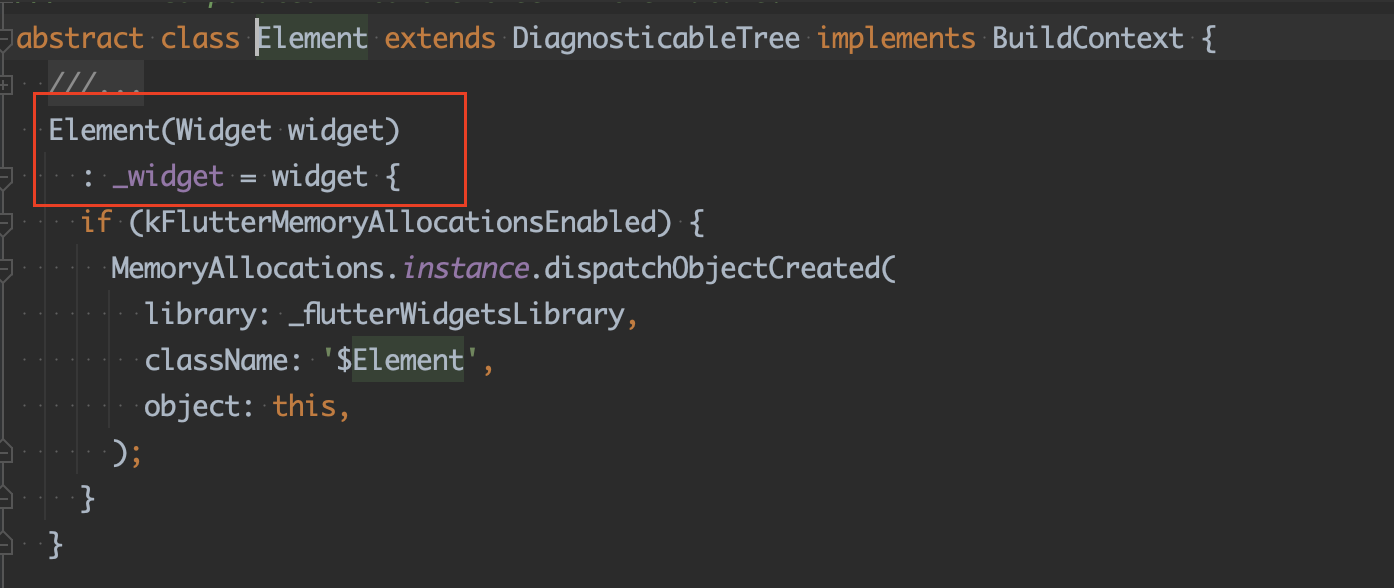 abstract class Element extends DiagnosticableTree implements BuildContext {
///...
Element(Widget widget)
: _widget = widget {
if (kFlutterMemoryAllocationsEnabled) {
MemoryAllocations.instance.dispatchObjectCreated(
library: _flutterWidgetsLibrary,
className: '$Element',
object: this,
);
}
}